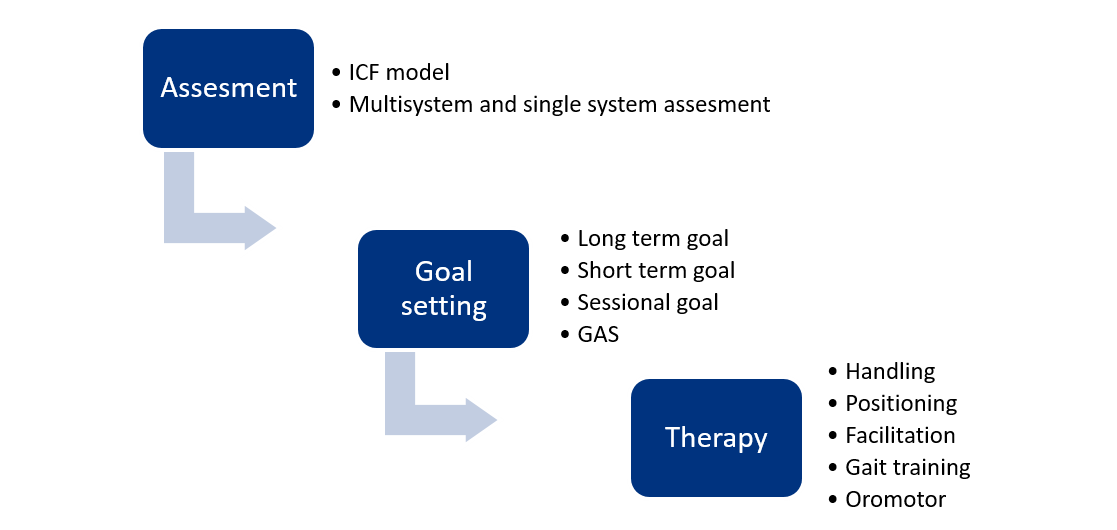 Assesment
• ICF model
• Multisystem and single system assesment
Goal
setting
• Long term goal
• Short term goal
• Sessional goal
• GAS
Therapy
• Handling
• Positioning
• Facilitation
• Gait training
• Oromotor